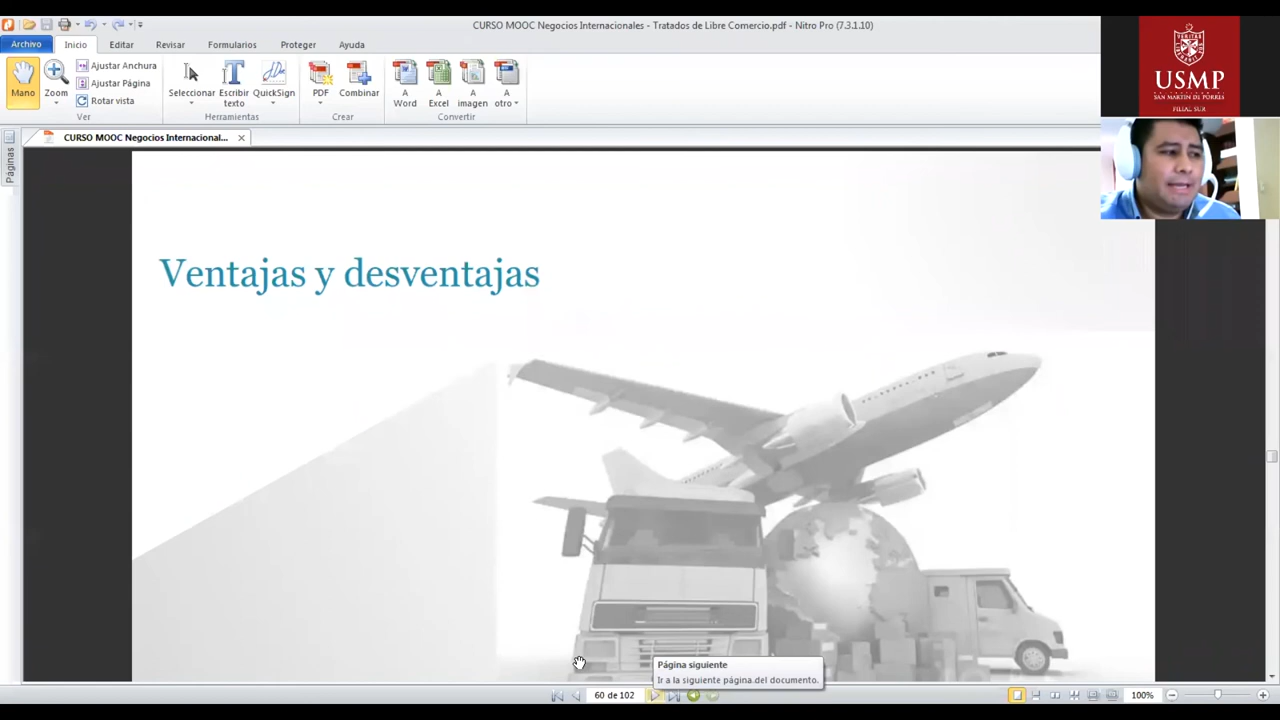 CURSO MOOC Negocios Internacionales - Tratados de Libre Comercio.pdf - Nitro Pro (7.3.1.10)
Archivo Inicio Editar Revisar Formularios Proteger Ayuda
Mano
Zoom
Ajustar Anchura
Ajustar Página
Rotar vista
Ver
Seleccionar
Escribir texto
QuickSign
Herramientas
PDF
Combinar
Crear
A Word
A Excel
A imagen
A otro
Convertir
CURSO MOOC Negocios Internacional...
Páginas
USMP
SAN MARTIN DE PORRES
FILIAL SUR
Ventajas y desventajas
Página siguiente
Ir a la siguiente página del documento.
60 de 102
100%